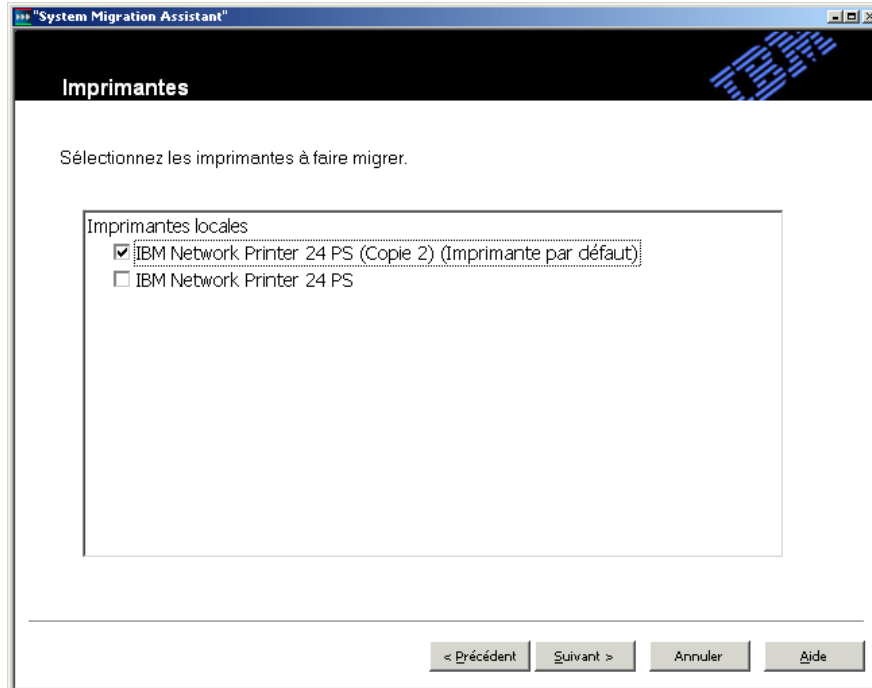 "System Migration Assistant"
Imprimantes
IBM
Sélectionnez les imprimantes à faire migrer.
Imprimantes locales
IBM Network Printer 24 PS (Copie 2) (Imprimante par défaut)
IBM Network Printer 24 PS
< Précédent Suivant > Annuler Aide